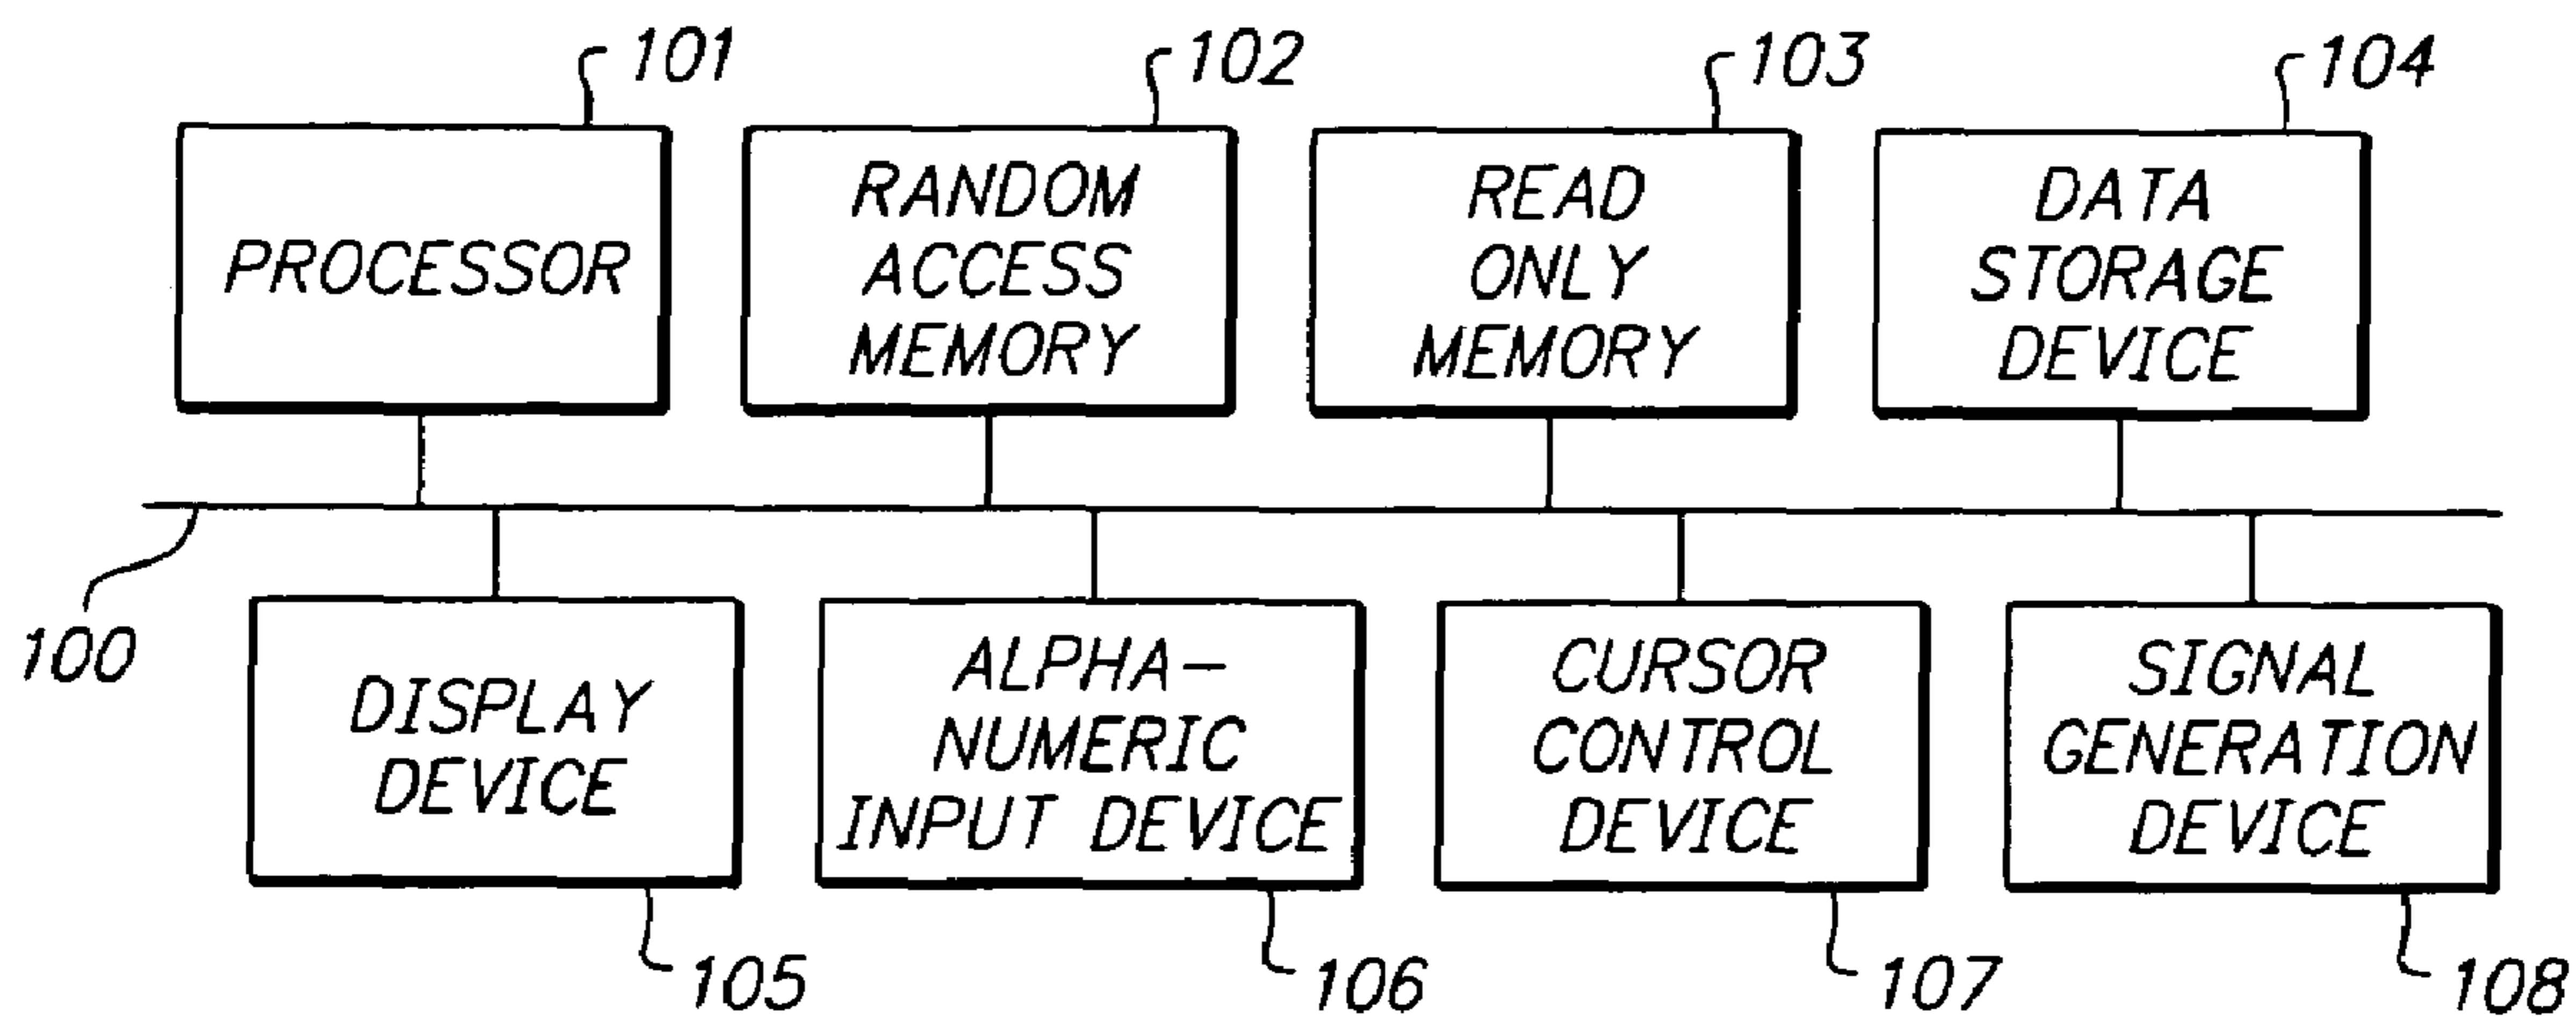 101
102
103
104
PROCESSOR
RANDOM
ACCESS
MEMORY
READ
ONLY
MEMORY
DATA
STORAGE
DEVICE
100
DISPLAY
DEVICE
ALPHA-
NUMERIC
INPUT DEVICE
CURSOR
CONTROL
DEVICE
SIGNAL
GENERATION
DEVICE
105
106
107
108